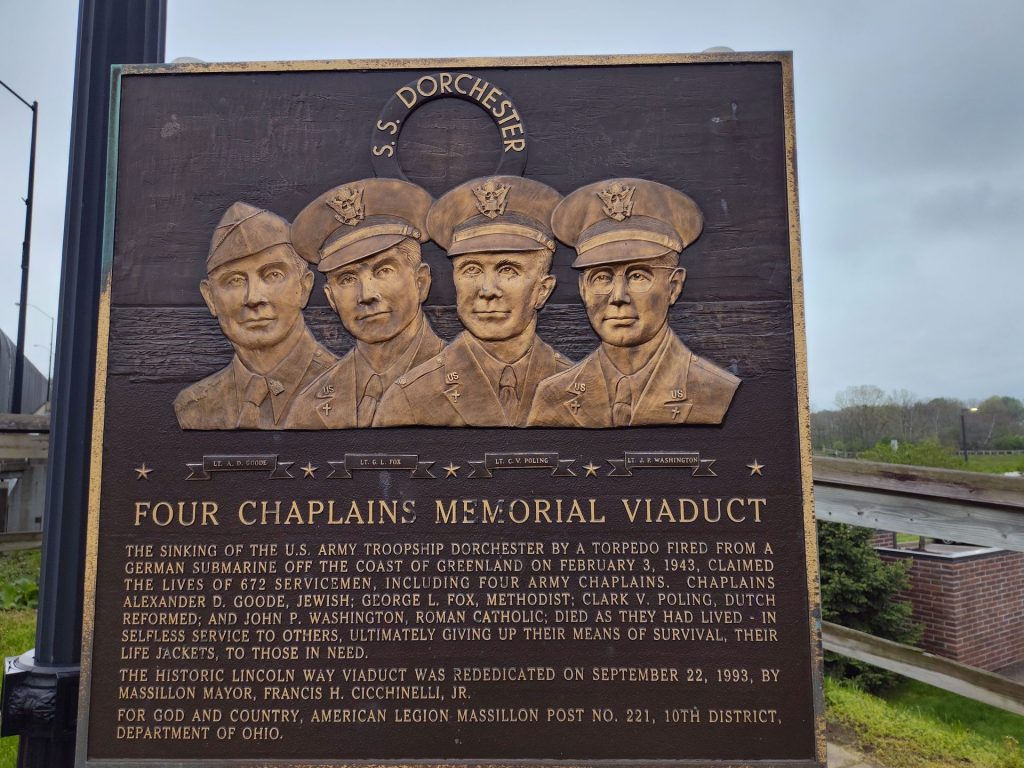 S.S. DORCHESTER
US
US
US
US
LT. A. D. GOODE
LT. G. L. FOX
LT. C. V. POLING
LT. J. P. WASHINGTON
FOUR CHAPLAINS MEMORIAL VIADUCT
THE SINKING OF THE U.S. ARMY TROOPSHIP DORCHESTER BY A TORPEDO FIRED FROM A
GERMAN SUBMARINE OFF THE COAST OF GREENLAND ON FEBRUARY 3, 1943, CLAIMED
THE LIVES OF 672 SERVICEMEN, INCLUDING FOUR ARMY CHAPLAINS. CHAPLAINS
ALEXANDER D. GOODE, JEWISH; GEORGE L. FOX, METHODIST; CLARK V. POLING, DUTCH
REFORMED; AND JOHN P. WASHINGTON, ROMAN CATHOLIC; DIED AS THEY HAD LIVED - IN
SELFLESS SERVICE TO OTHERS, ULTIMATELY GIVING UP THEIR MEANS OF SURVIVAL, THEIR
LIFE JACKETS, TO THOSE IN NEED.
THE HISTORIC LINCOLN WAY VIADUCT WAS REDEDICATED ON SEPTEMBER 22, 1993, BY
MASSILLON MAYOR, FRANCIS H. CICCHINELLI, JR.
FOR GOD AND COUNTRY, AMERICAN LEGION MASSILLON POST NO. 221, 10TH DISTRICT,
DEPARTMENT OF OHIO.